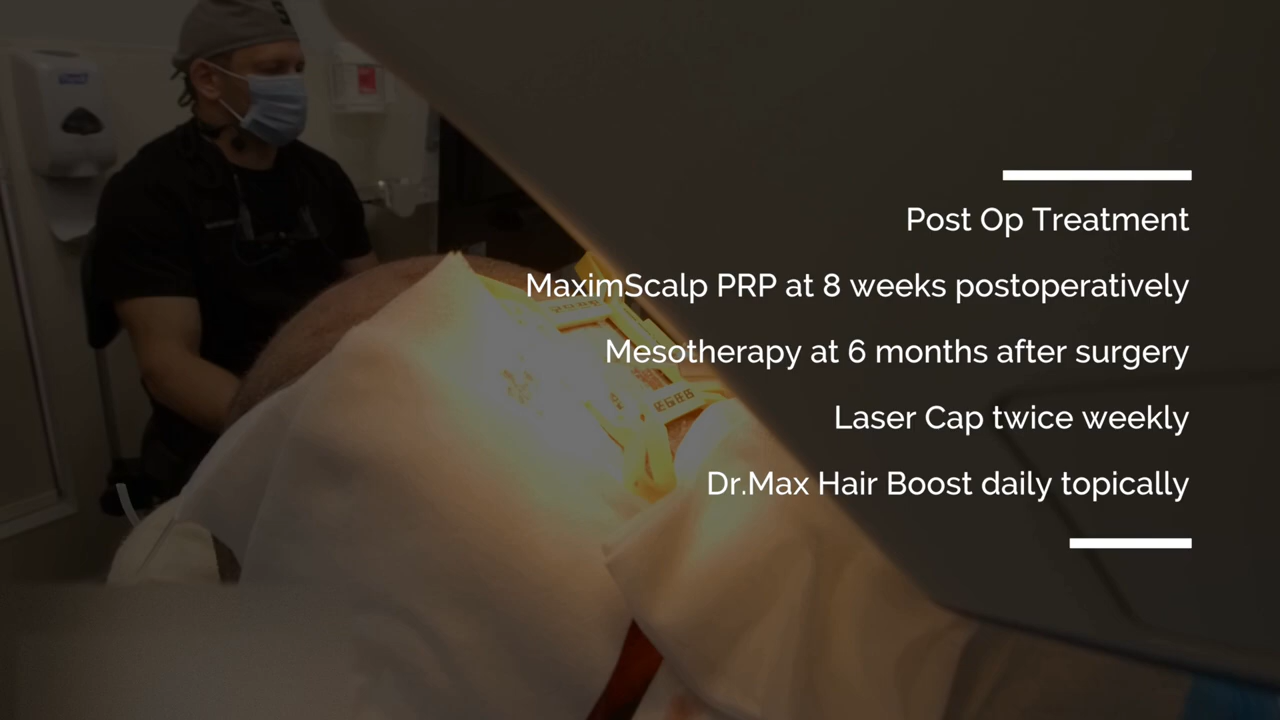 Post Op Treatment
MaximScalp PRP at 8 weeks postoperatively
Mesotherapy at 6 months after surgery
Laser Cap twice weekly
Dr.Max Hair Boost daily topically